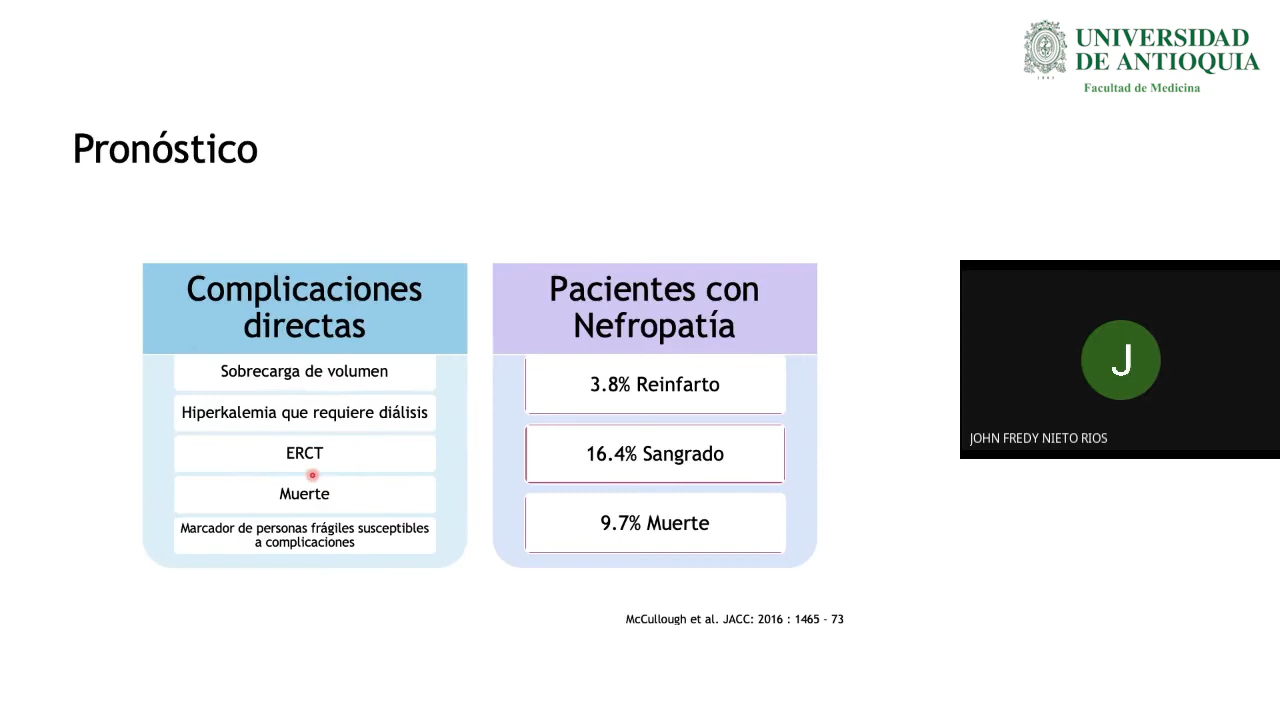 UNIVERSIDAD
DE ANTIOQUIA
1803
Facultad de Medicina
Pronóstico
Complicaciones
directas
Sobrecarga de volumen
Hiperkalemia que requiere diálisis
ERCT
Muerte
Marcador de personas frágiles susceptibles
a complicaciones
Pacientes con
Nefropatía
3.8% Reinfarto
16.4% Sangrado
9.7% Muerte
J
JOHN FREDY NIETO RIOS
McCullough et al. JACC: 2016 : 1465 - 73